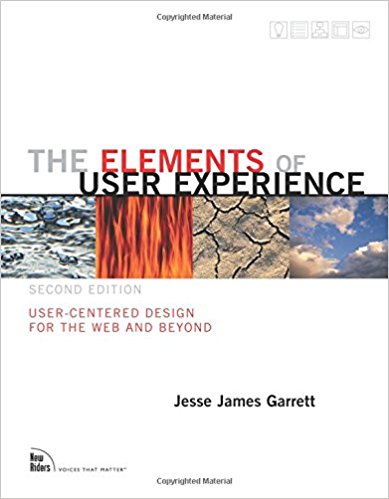 Copyrighted Material
THE ELEMENTS OF
USER EXPERIENCE
SECOND EDITION
USER-CENTERED DESIGN
FOR THE WEB AND BEYOND
Jesse James Garrett
New
Riders
VOICES THAT MATTER™
Copyrighted Material